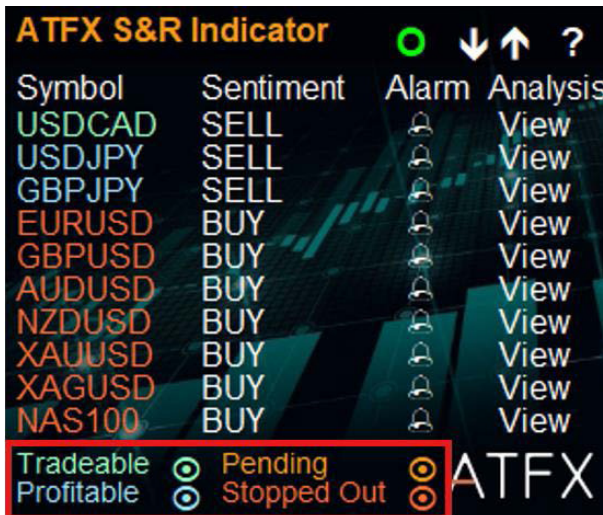 ATFX S&R Indicator ?
Symbol Sentiment Alarm Analysis
USDCAD SELL View
USDJPY SELL View
GBPJPY SELL View
EURUSD BUY View
GBPUSD BUY View
AUDUSD BUY View
NZDUSD BUY View
XAUUSD BUY View
XAGUSD BUY View
NAS100 BUY View
Tradeable Pending
Profitable Stopped Out
ATFX